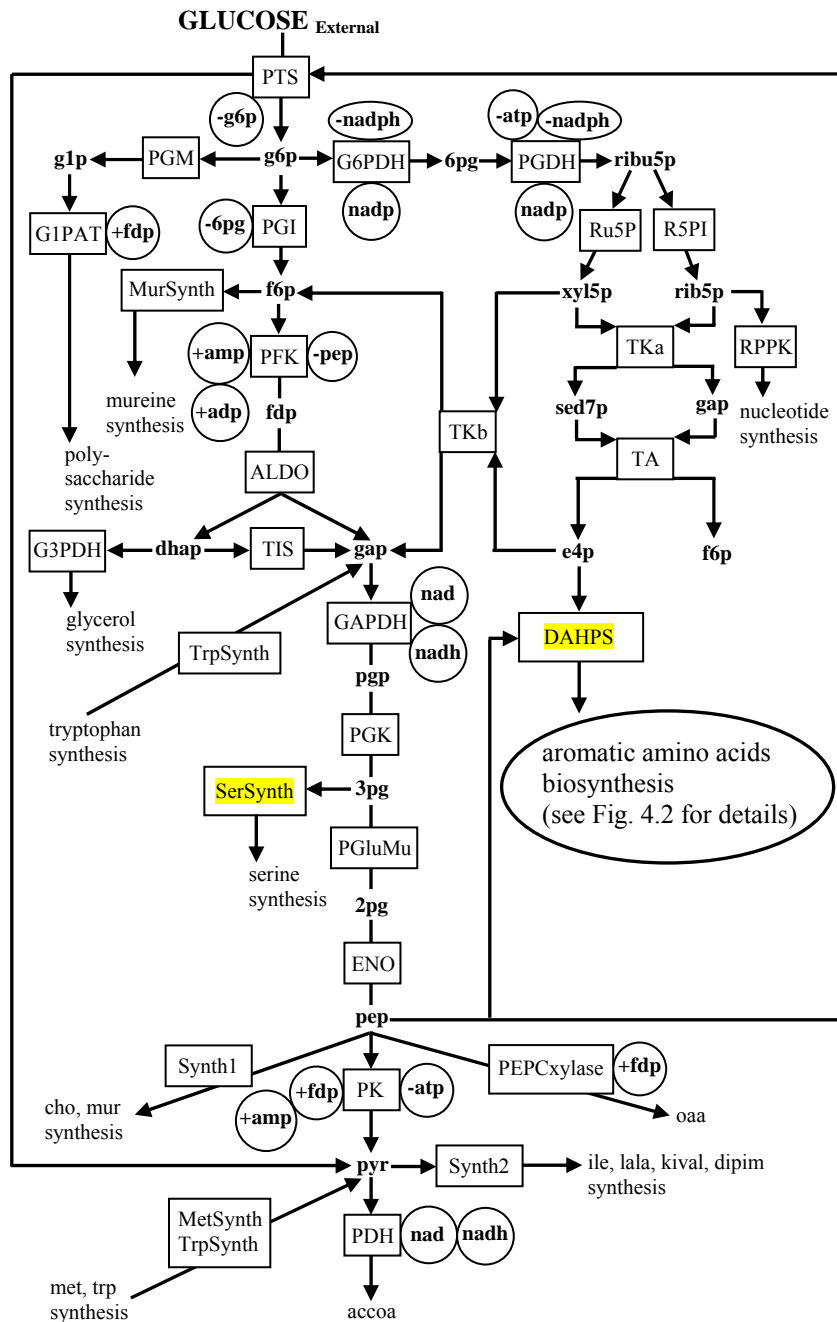 GLUCOSE External
PTS
-g6p
-nadph
-atp
-nadph
g1p
PGM
g6p
G6PDH
6pg
PGDH
ribu5p
nadp
nadp
G1PAT
+fdp
-6pg
PGI
Ru5P
R5PI
MurSynth
f6p
xyl5p
rib5p
+amp
PFK
-pep
TKa
RPPK
mureine
synthesis
+adp
fdp
sed7p
gap
nucleotide
synthesis
TKb
poly-
saccharide
synthesis
ALDO
TA
G3PDH
dhap
TIS
gap
e4p
f6p
glycerol
synthesis
nad
GAPDH
nadh
DAHPS
TrpSynth
pgp
tryptophan
synthesis
PGK
aromatic amino acids
biosynthesis
(see Fig. 4.2 for details)
SerSynth
3pg
serine
synthesis
PGluMu
2pg
ENO
pep
Synth1
+fdp
PK
-atp
PEPCxylase
+fdp
cho, mur
synthesis
+amp
oaa
pyr
Synth2
ile, lala, kival, dipim
synthesis
MetSynth
TrpSynth
PDH
nad
nadh
met, trp
synthesis
accoa